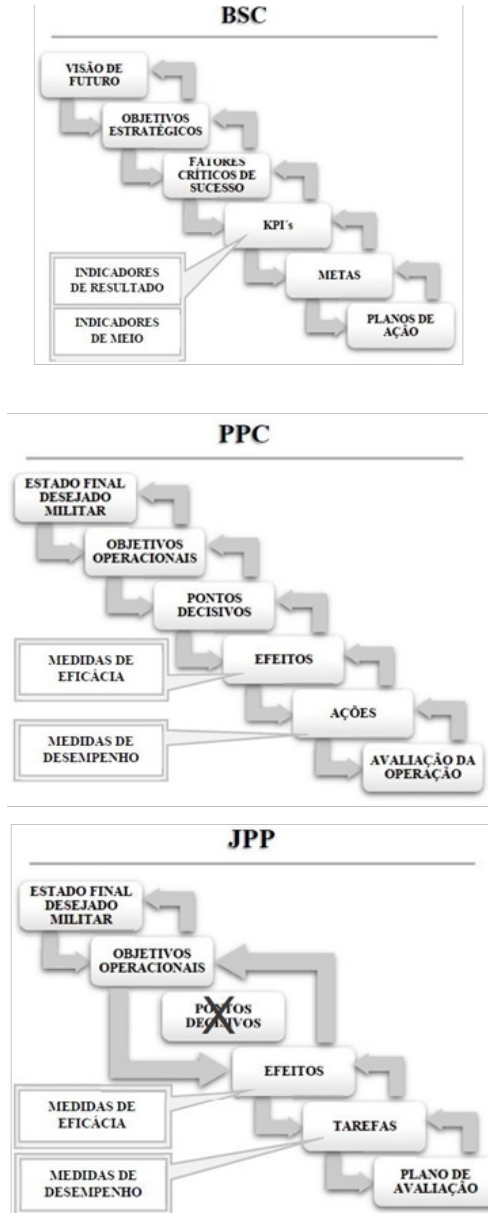 BSC
VISÃO DE
FUTURO
OBJETIVOS
ESTRATÉGICOS
FATORES
CRÍTICOS DE
SUCESSO
KPI´s
INDICADORES
DE RESULTADO
INDICADORES
DE MEIO
METAS
PLANOS DE
AÇÃO
PPC
ESTADO FINAL
DESEJADO
MILITAR
OBJETIVOS
OPERACIONAIS
PONTOS
DECISIVOS
MEDIDAS DE
EFICÁCIA
EFEITOS
MEDIDAS DE
DESEMPENHO
AÇÕES
AVALIAÇÃO DA
OPERAÇÃO
JPP
ESTADO FINAL
DESEJADO
MILITAR
OBJETIVOS
OPERACIONAIS
PONTOS
DECISIVOS
EFEITOS
MEDIDAS DE
EFICÁCIA
TAREFAS
MEDIDAS DE
DESEMPENHO
PLANO DE
AVALIAÇÃO